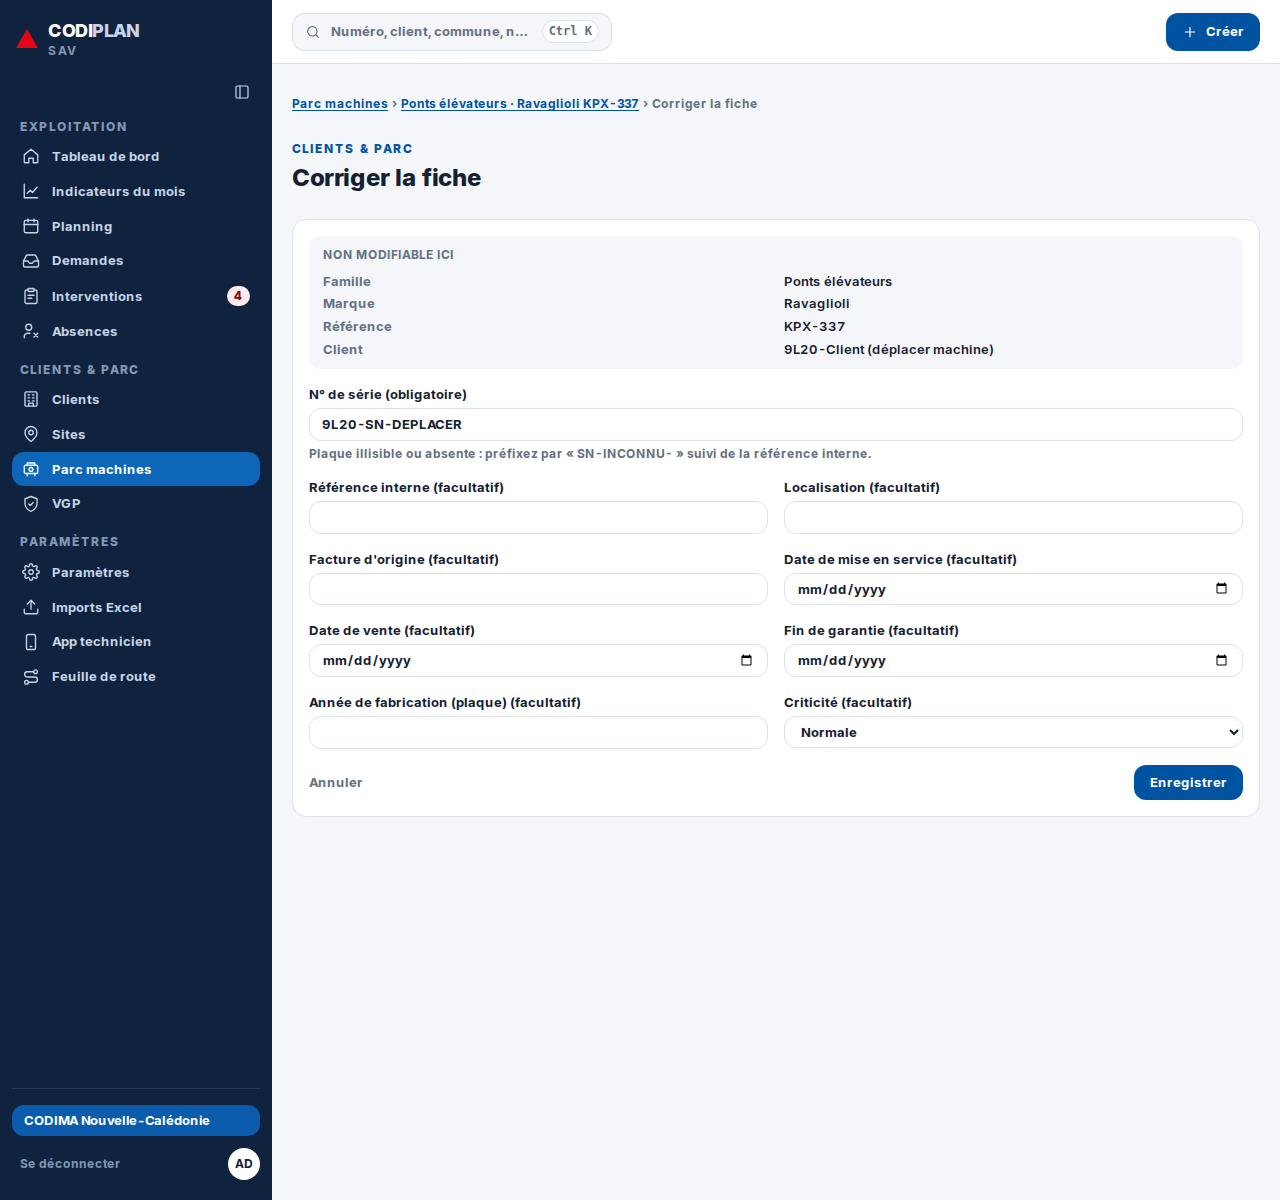 CODIPLAN
SAV
EXPLOITATION
Tableau de bord
Indicateurs du mois
Planning
Demandes
Interventions 4
Absences
CLIENTS & PARC
Clients
Sites
Parc machines
VGP
PARAMÈTRES
Paramètres
Imports Excel
App technicien
Feuille de route
CODIMA Nouvelle-Calédonie
Se déconnecter AD
Numéro, client, commune, n... Ctrl K
Créer
Parc machines › Ponts élévateurs · Ravaglioli KPX-337 › Corriger la fiche
CLIENTS & PARC
Corriger la fiche
NON MODIFIABLE ICI
Famille Ponts élévateurs
Marque Ravaglioli
Référence KPX-337
Client 9L20-Client (déplacer machine)
N° de série (obligatoire)
9L20-SN-DEPLACER
Plaque illisible ou absente : préfixez par « SN-INCONNU- » suivi de la référence interne.
Référence interne (facultatif) Localisation (facultatif)
Facture d'origine (facultatif) Date de mise en service (facultatif)
mm/dd/yyyy
Date de vente (facultatif) Fin de garantie (facultatif)
mm/dd/yyyy mm/dd/yyyy
Année de fabrication (plaque) (facultatif) Criticité (facultatif)
Normale
Annuler Enregistrer